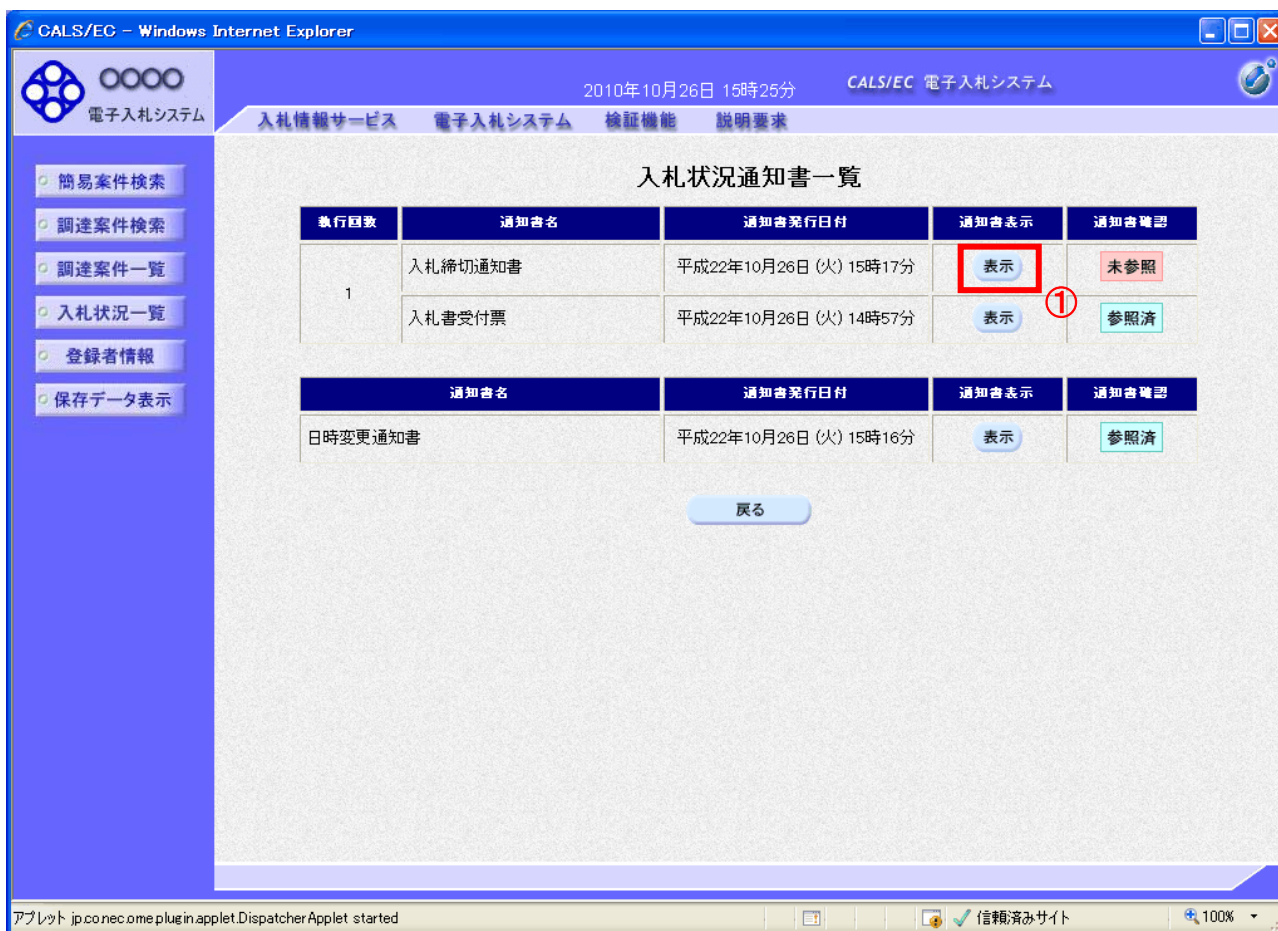 CALS/EC - Windows Internet Explorer
○○○○
電子入札システム
2010年10月26日 15時25分
CALS/EC 電子入札システム
入札情報サービス 電子入札システム 検証機能 説明要求
簡易案件検索
調達案件検索
調達案件一覧
入札状況一覧
登録者情報
保存データ表示
入札状況通知書一覧
執行回数 通知書名 通知書発行日付 通知書表示 通知書確認
1
入札締切通知書 平成22年10月26日 (火) 15時17分 表示 未参照
①
入札書受付票 平成22年10月26日 (火) 14時57分 表示 参照済
通知書名 通知書発行日付 通知書表示 通知書確認
日時変更通知書 平成22年10月26日 (火) 15時16分 表示 参照済
戻る
アプレット jp.co.nec.ome.plugin.applet.DispatcherApplet started 信頼済みサイト 100%